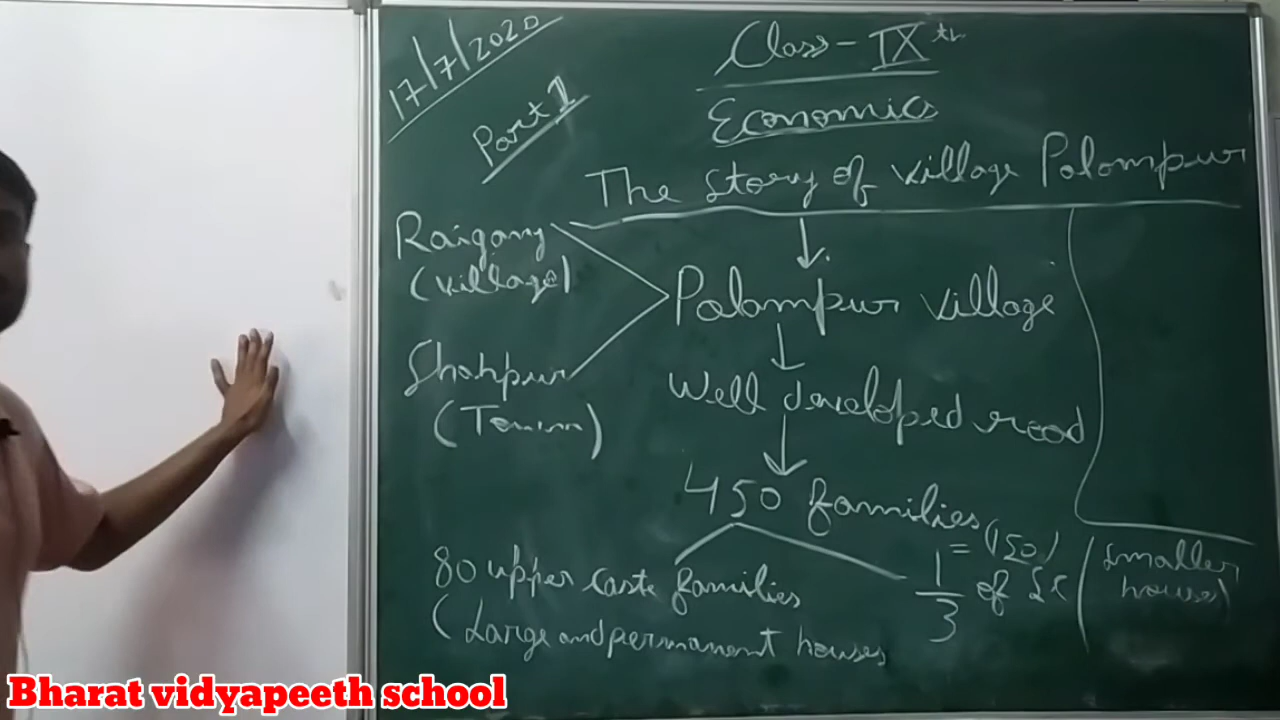 17/7/2020
Part 1
Class - IXth
Economics
The Story of village Palampur
Raiganj
(village)
Shahpur
(Town)
Palampur village
Well developed road
450 families
80 upper caste families
(Large and permanent houses
1/3 of SC
= (150)
(Smaller
houses)
Bharat vidyapeeth school